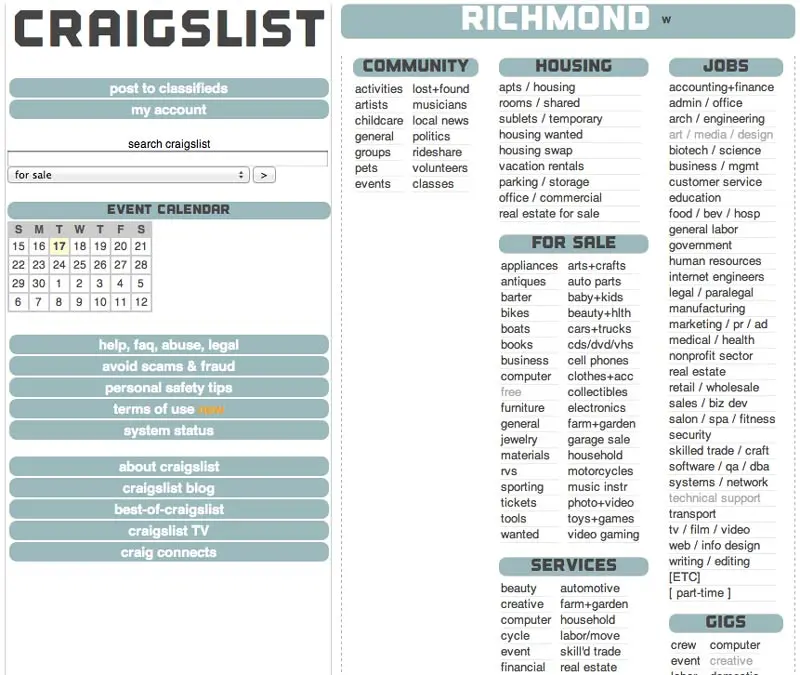 CRAIGSLIST
post to classifieds
my account
search craigslist
for sale >
EVENT CALENDAR
S M T W T F S
15 16 17 18 19 20 21
22 23 24 25 26 27 28
29 30 1 2 3 4 5
6 7 8 9 10 11 12
help, faq, abuse, legal
avoid scams & fraud
personal safety tips
terms of use new
system status
about craigslist
craigslist blog
best-of-craigslist
craigslist TV
craig connects
RICHMOND w
COMMUNITY
activities lost+found
artists musicians
childcare local news
general politics
groups rideshare
pets volunteers
events classes
HOUSING
apts / housing
rooms / shared
sublets / temporary
housing wanted
housing swap
vacation rentals
parking / storage
office / commercial
real estate for sale
FOR SALE
appliances arts+crafts
antiques auto parts
barter baby+kids
bikes beauty+hlth
boats cars+trucks
books cds/dvd/vhs
business cell phones
computer clothes+acc
free collectibles
furniture electronics
general farm+garden
jewelry garage sale
materials household
rvs motorcycles
sporting music instr
tickets photo+video
tools toys+games
wanted video gaming
SERVICES
beauty automotive
creative farm+garden
computer household
cycle labor/move
event skill'd trade
financial real estate
JOBS
accounting+finance
admin / office
arch / engineering
art / media / design
biotech / science
business / mgmt
customer service
education
food / bev / hosp
general labor
government
human resources
internet engineers
legal / paralegal
manufacturing
marketing / pr / ad
medical / health
nonprofit sector
real estate
retail / wholesale
sales / biz dev
salon / spa / fitness
security
skilled trade / craft
software / qa / dba
systems / network
technical support
transport
tv / film / video
web / info design
writing / editing
[ETC]
[ part-time ]
GIGS
crew computer
event creative
labor domestic